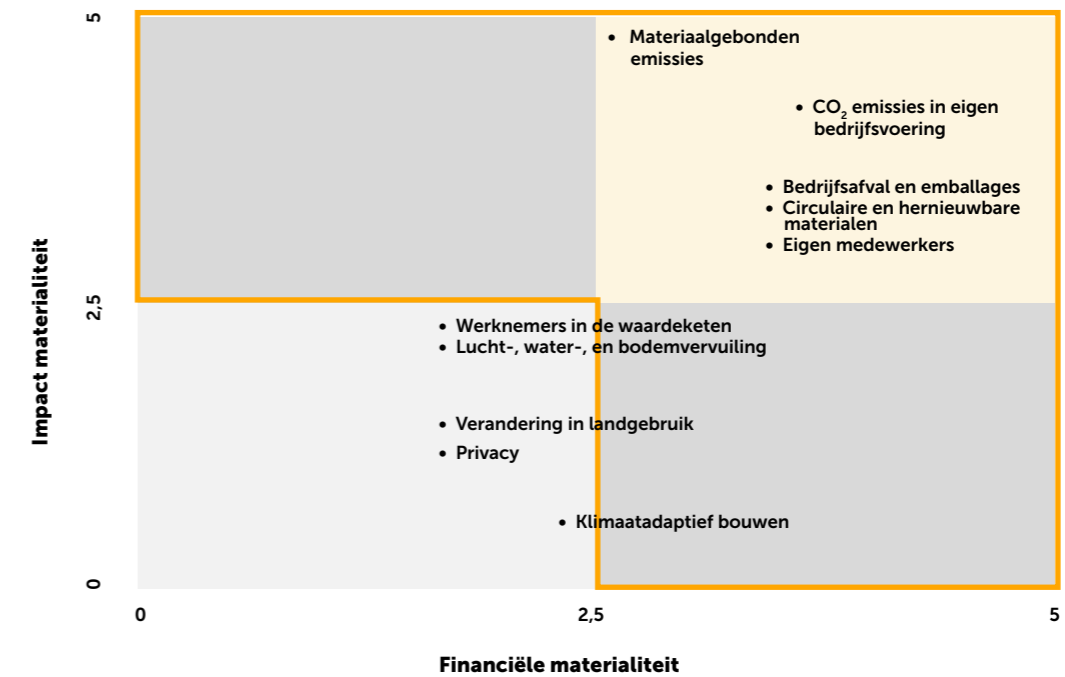 5
• Materiaalgebonden
emissies
• CO₂ emissies in eigen
bedrijfsvoering
• Bedrijfsafval en emballages
• Circulaire en hernieuwbare
materialen
• Eigen medewerkers
Impact materialiteit
2,5
• Werknemers in de waardeketen
• Lucht-, water-, en bodemvervuiling
• Verandering in landgebruik
• Privacy
• Klimaatadaptief bouwen
0
0 2,5 5
Financiële materialiteit